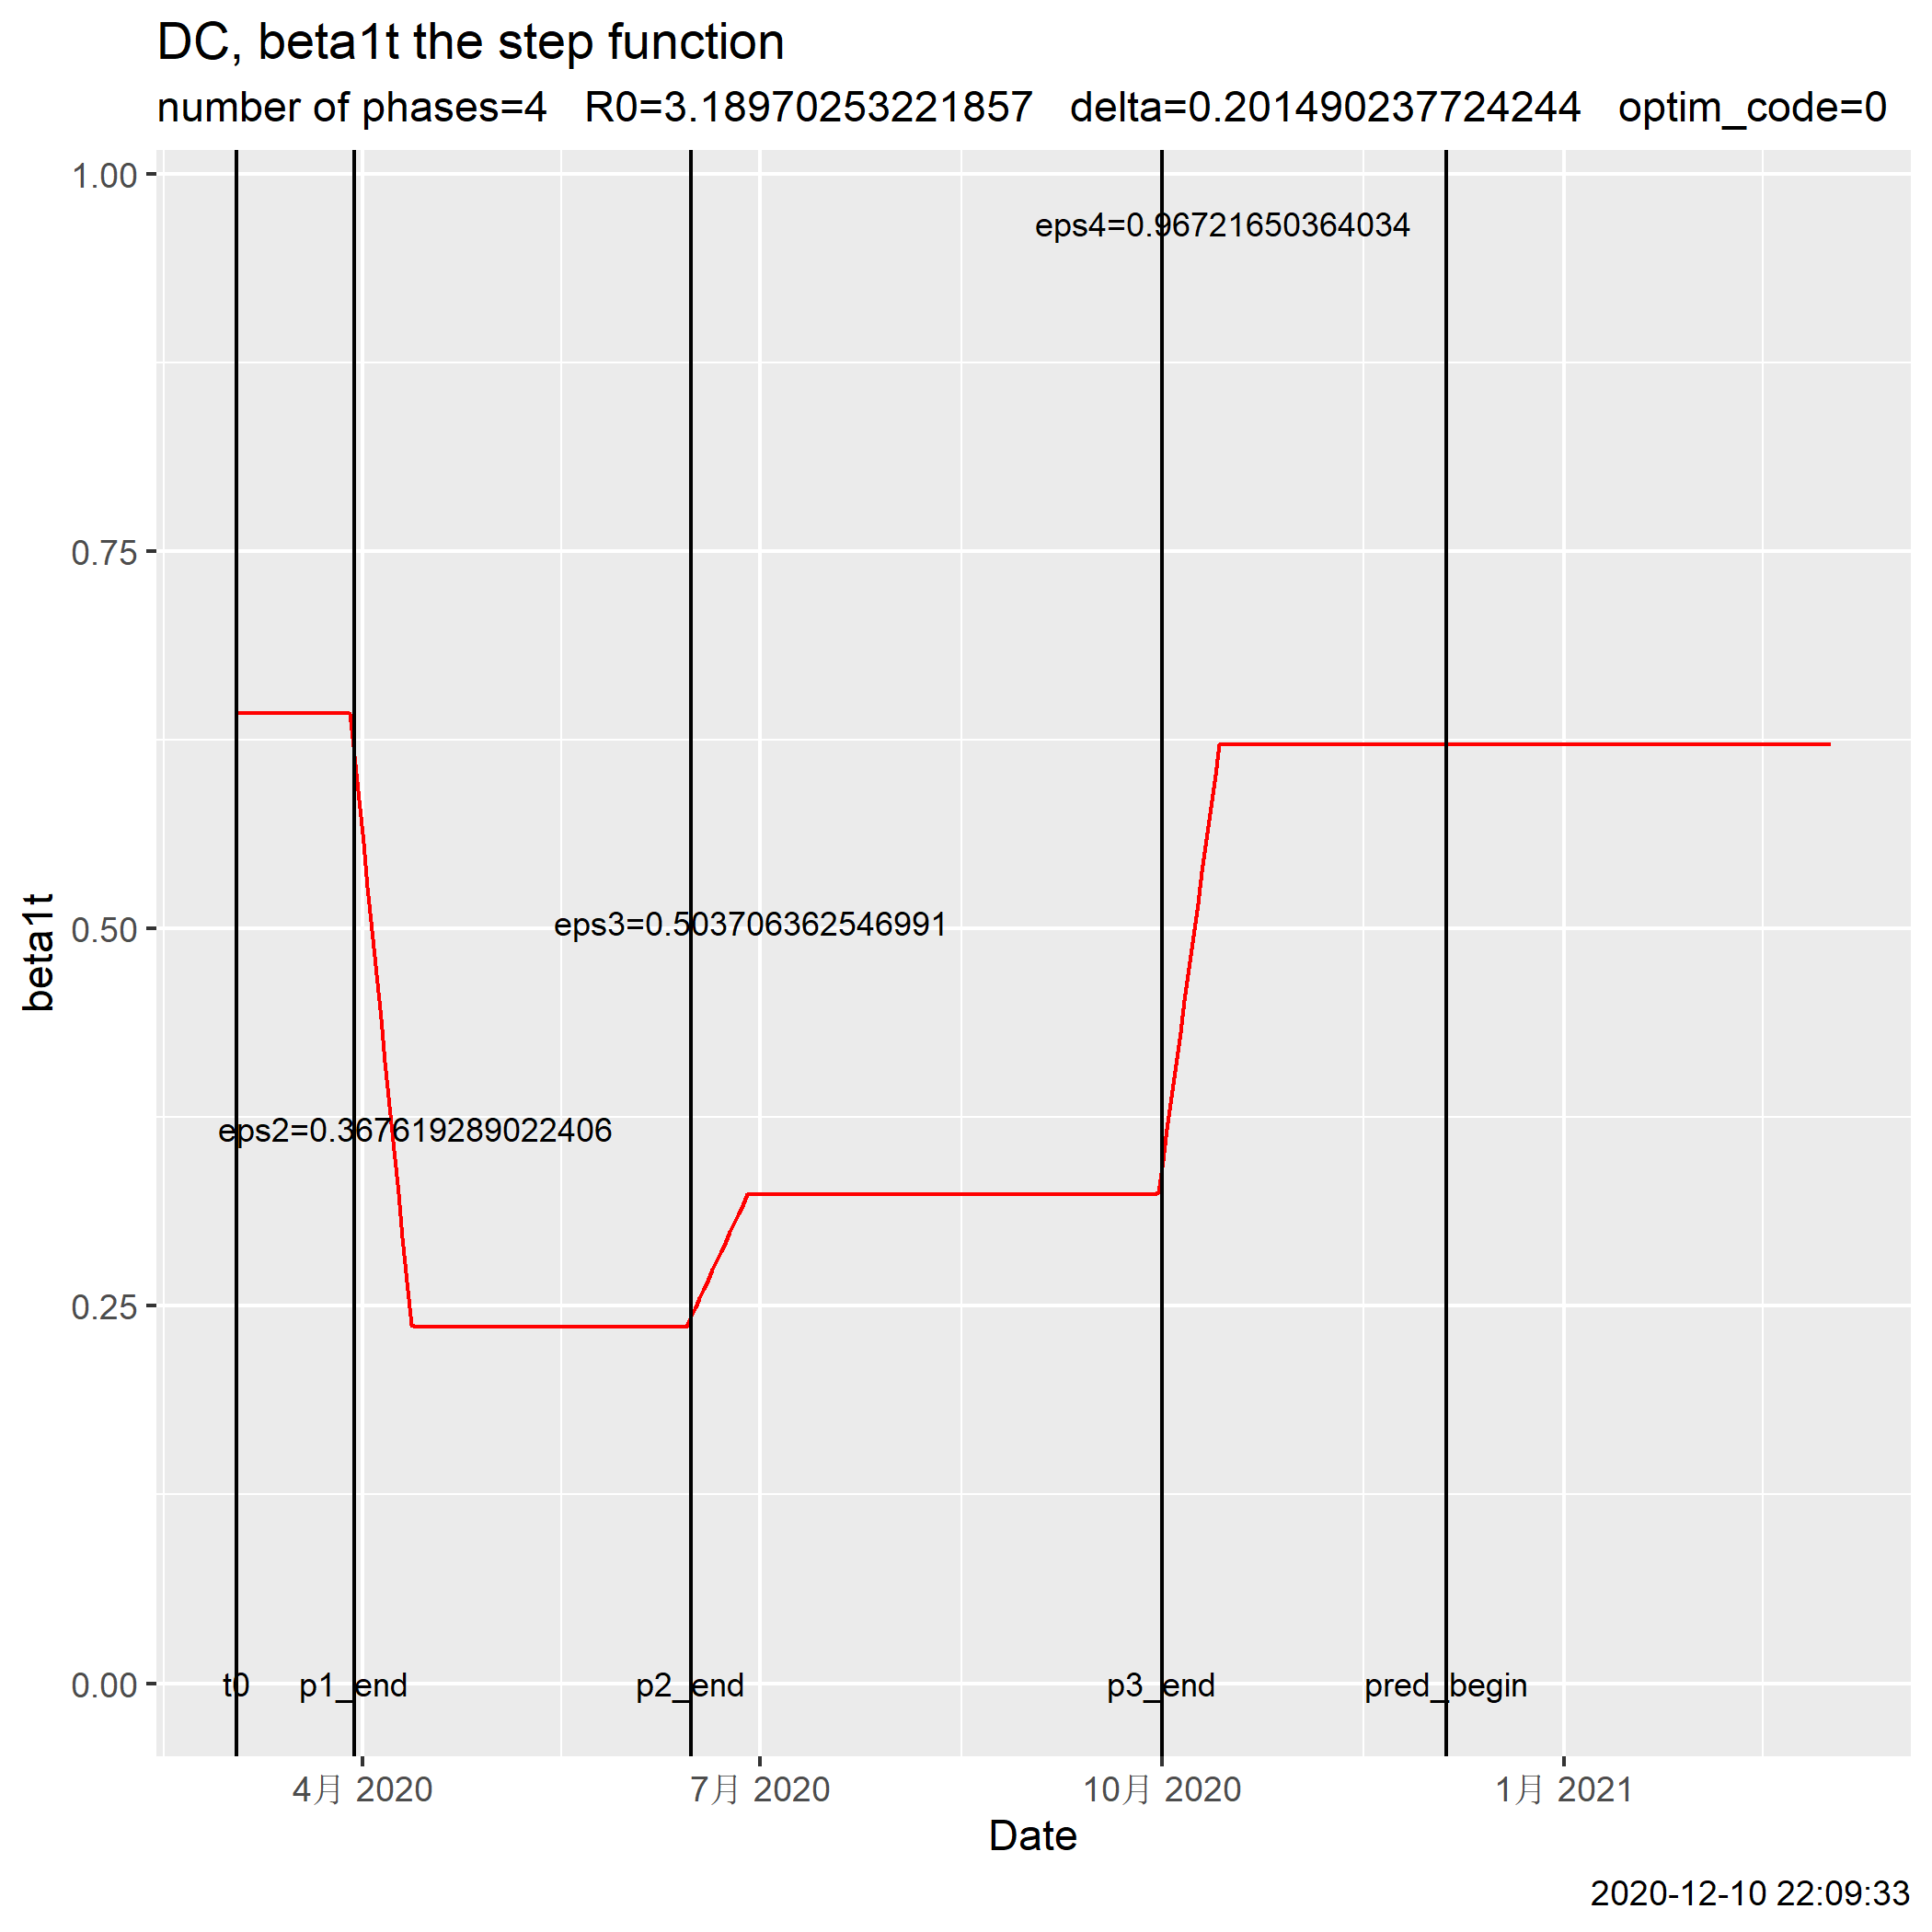 DC, beta1t the step function
number of phases=4 R0=3.18970253221857 delta=0.201490237724244 optim_code=0
1.00
eps4=0.96721650364034
0.75
beta1t
0.50
eps3=0.503706362546991
eps2=0.367619289022406
0.25
0.00
t0 p1_end p2_end p3_end pred_begin
4月 2020 7月 2020 10月 2020 1月 2021
Date
2020-12-10 22:09:33